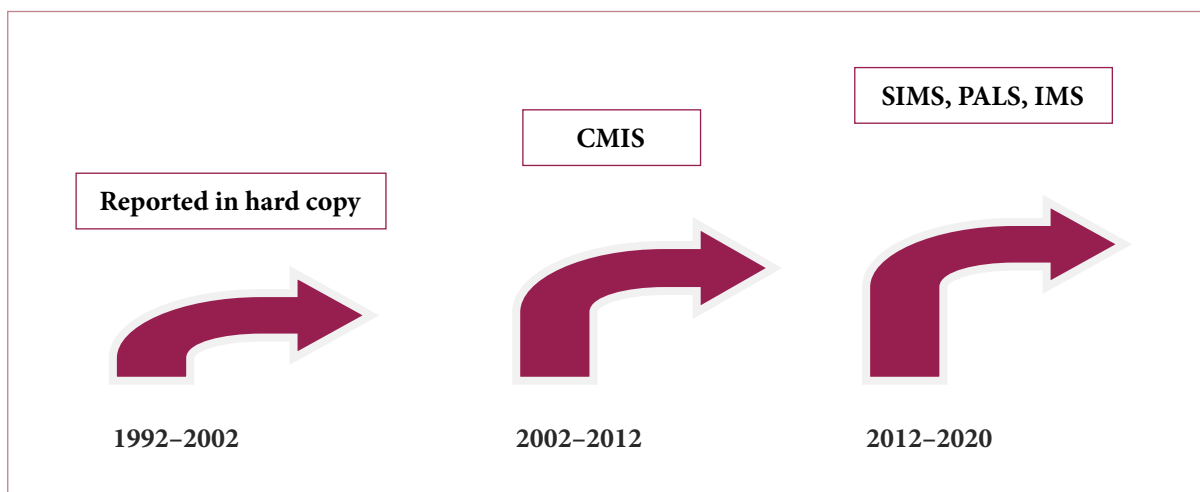 Reported in hard copy
CMIS
SIMS, PALS, IMS
1992–2002
2002–2012
2012–2020